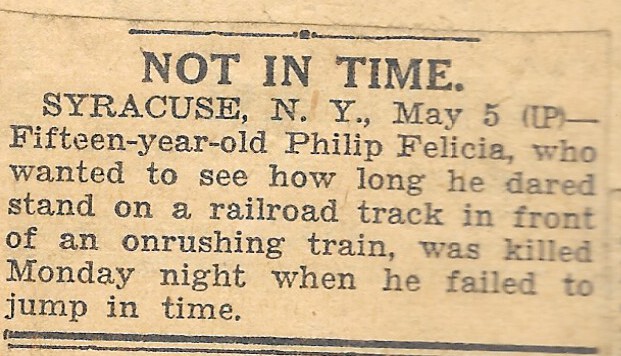 NOT IN TIME.
SYRACUSE, N. Y., May 5 (UP)—
Fifteen-year-old Philip Felicia, who
wanted to see how long he dared
stand on a railroad track in front
of an onrushing train, was killed
Monday night when he failed to
jump in time.